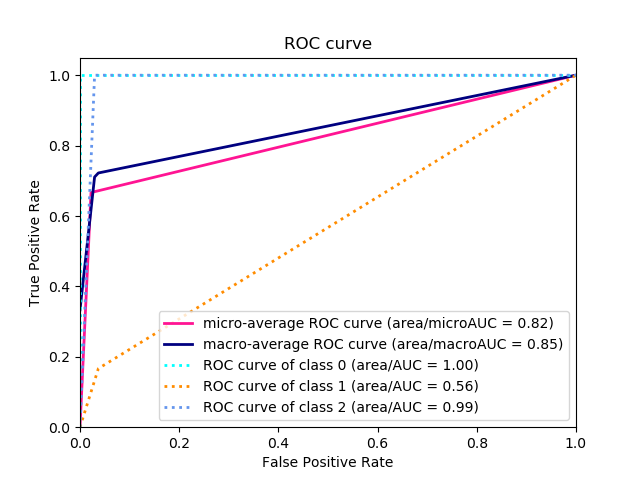 ROC curve
True Positive Rate
1.0
0.8
0.6
0.4
0.2
0.0
micro-average ROC curve (area/microAUC = 0.82)
macro-average ROC curve (area/macroAUC = 0.85)
ROC curve of class 0 (area/AUC = 1.00)
ROC curve of class 1 (area/AUC = 0.56)
ROC curve of class 2 (area/AUC = 0.99)
0.0 0.2 0.4 0.6 0.8 1.0
False Positive Rate